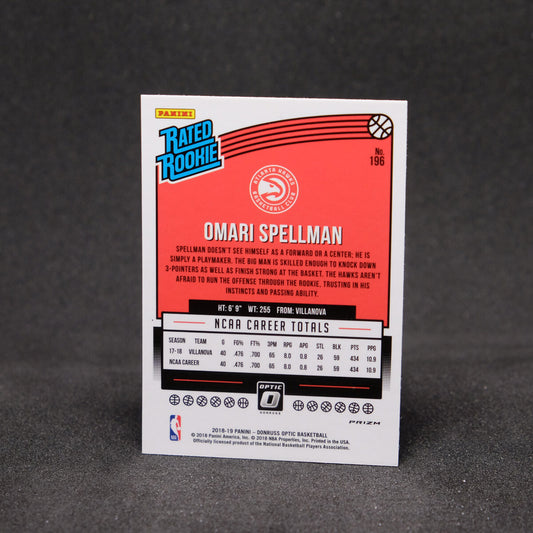 PANINI
RATED
ROOKIE
No.
196
ATLANTA HAWKS
BASKETBALL CLUB
OMARI SPELLMAN
SPELLMAN DOESN'T SEE HIMSELF AS A FORWARD OR A CENTER; HE IS
SIMPLY A PLAYMAKER. THE BIG MAN IS SKILLED ENOUGH TO KNOCK DOWN
3-POINTERS AS WELL AS FINISH STRONG AT THE BASKET. THE HAWKS AREN'T
AFRAID TO RUN THE OFFENSE THROUGH THE ROOKIE, TRUSTING IN HIS
INSTINCTS AND PASSING ABILITY.
HT: 6' 9" WT: 255 FROM: VILLANOVA
NCAA CAREER TOTALS
SEASON TEAM G FG% FT% 3PM RPG APG STL BLK PTS PPG
17-18 VILLANOVA 40 .476 .700 65 8.0 0.8 26 59 434 10.9
NCAA CAREER 40 .476 .700 65 8.0 0.8 26 59 434 10.9
OPTIC
DONRUSS
NBA
PRIZM
2018-19 PANINI - DONRUSS OPTIC BASKETBALL
© 2018 Panini America, Inc. © 2018 NBA Properties, Inc. Printed in the USA.
Officially licensed product of the National Basketball Players Association.